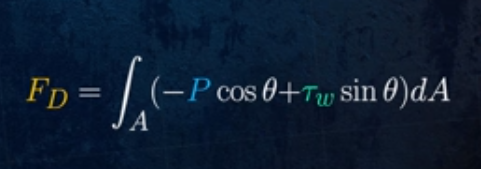 F_D = ∫_A (−P cos θ+τ_w sin θ)dA